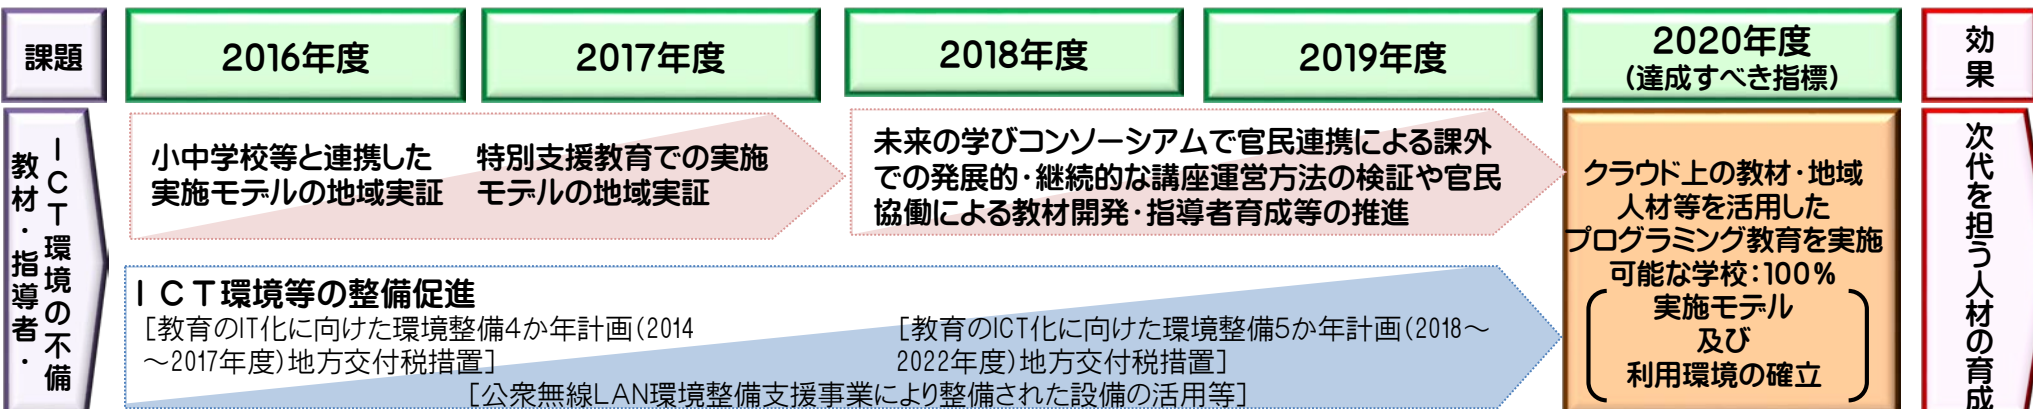 課題
2016年度
2017年度
2018年度
2019年度
2020年度
(達成すべき指標)
効
果
教材・指導者・
ＩＣＴ環境の不備
小中学校等と連携した
実施モデルの地域実証
特別支援教育での実施
モデルの地域実証
未来の学びコンソーシアムで官民連携による課外
での発展的・継続的な講座運営方法の検証や官民
協働による教材開発・指導者育成等の推進
ＩＣＴ環境等の整備促進
[教育のIT化に向けた環境整備4か年計画(2014
～2017年度)地方交付税措置]
[教育のICT化に向けた環境整備5か年計画(2018～
2022年度)地方交付税措置]
[公衆無線LAN環境整備支援事業により整備された設備の活用等]
クラウド上の教材・地域
人材等を活用した
プログラミング教育を実施
可能な学校：100％
実施モデル
及び
利用環境の確立
次代を担う人材の育成